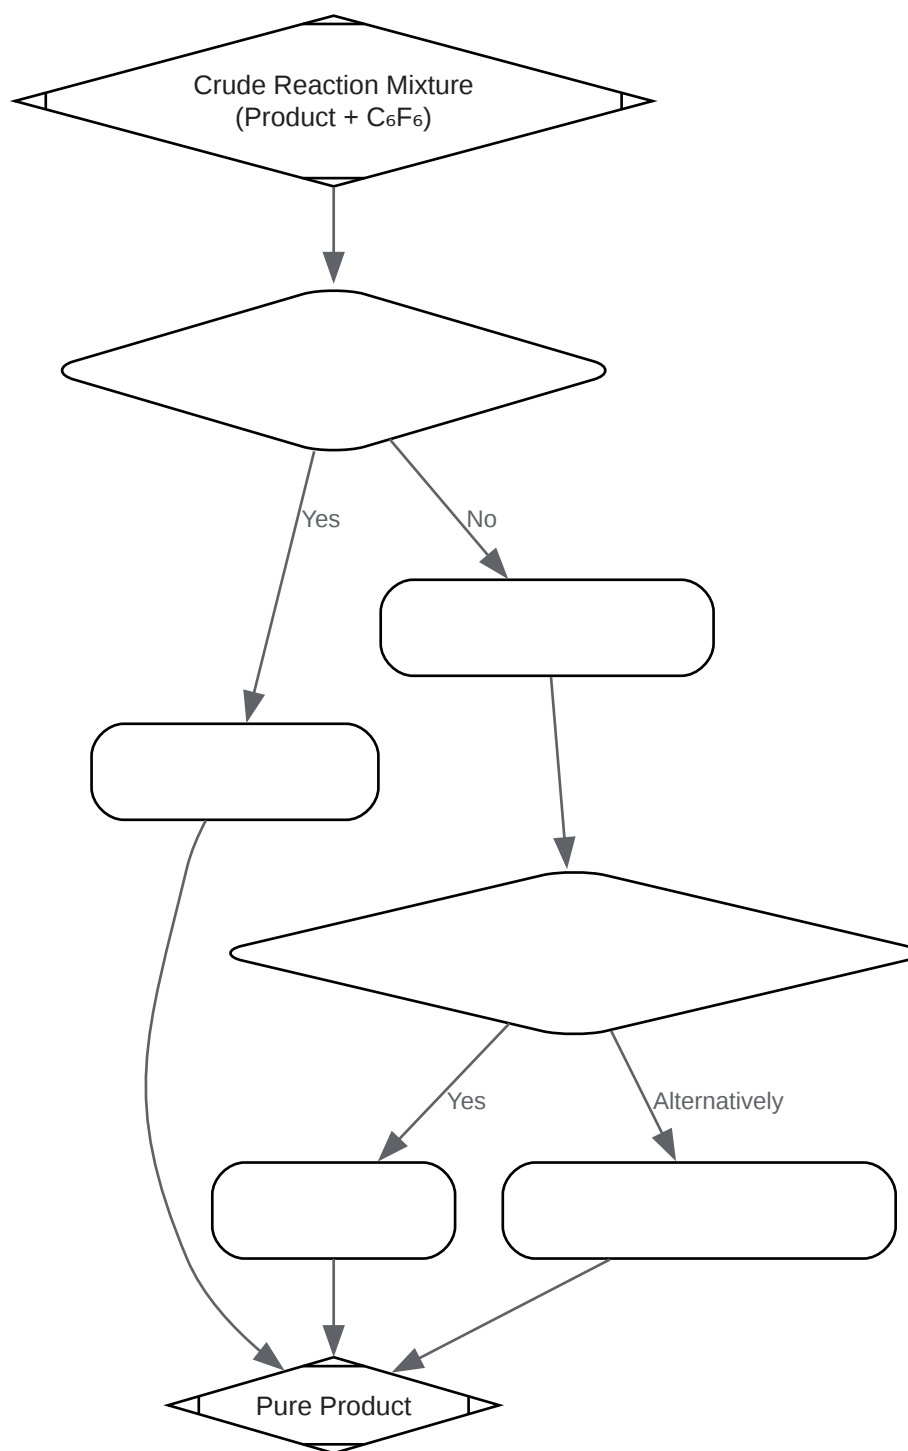 Crude Reaction Mixture
(Product + C₆F₆)
Yes
No
Yes
Alternatively
Pure Product